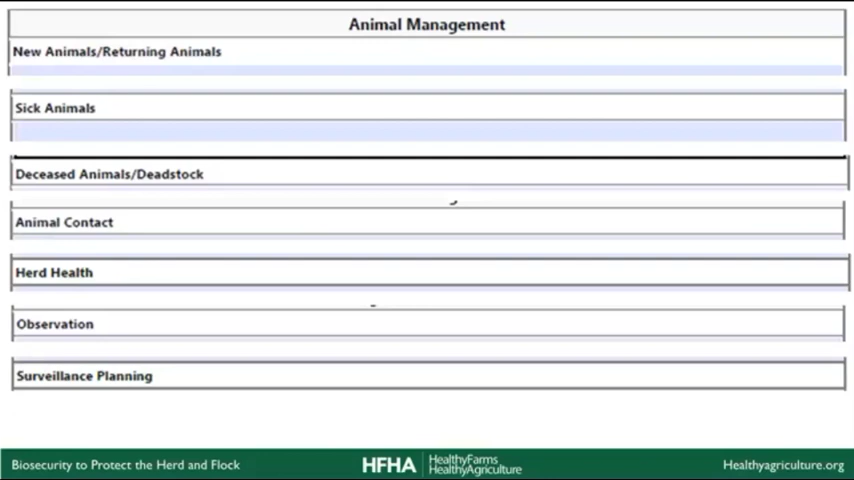 Animal Management
New Animals/Returning Animals
Sick Animals
Deceased Animals/Deadstock
Animal Contact
Herd Health
Observation
Surveillance Planning
Biosecurity to Protect the Herd and Flock
HFHA
HealthyFarms
HealthyAgriculture
Healthyagriculture.org